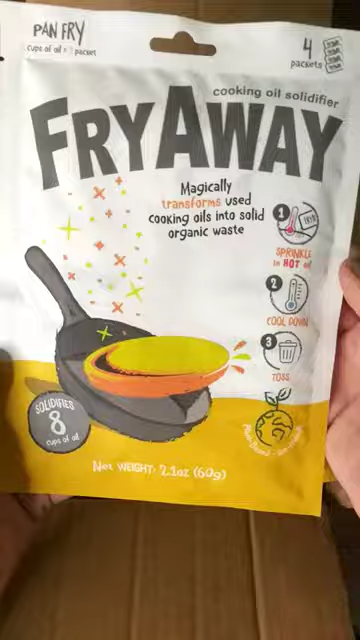 PAN FRY
cups of oil = 1 packet
4
packets
cooking oil solidifier
FRYAWAY
Magically
transforms used
cooking oils into solid
organic waste
1
SPRINKLE
in HOT oil
2
COOL DOWN
3
TOSS
SOLIDIFIES
8
cups of oil
NET WEIGHT: 2.1oz (60g)